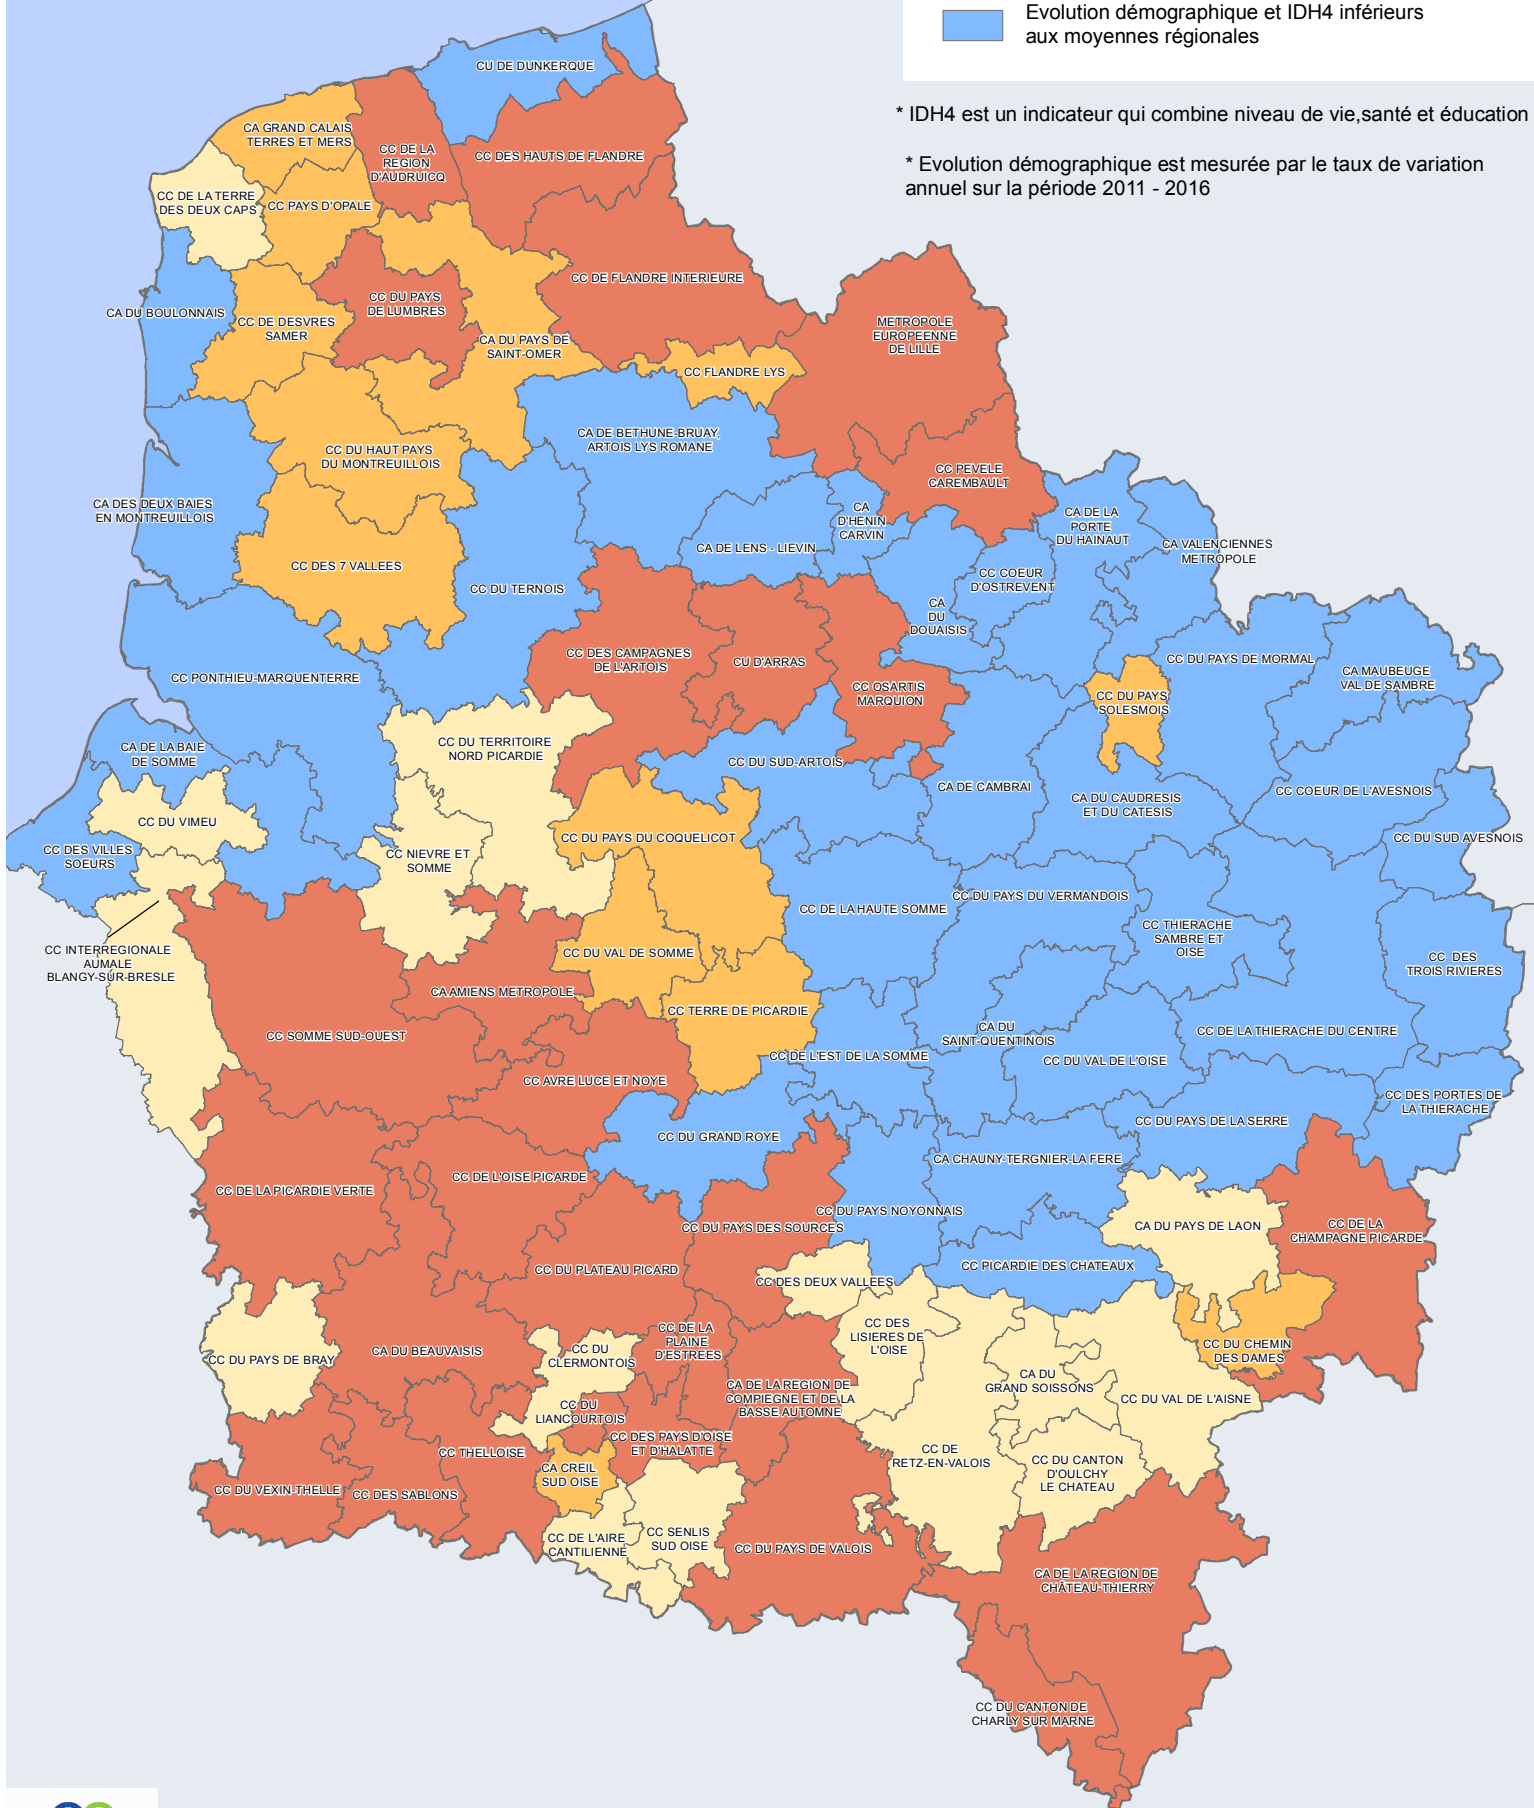 Evolution démographique et IDH4 inférieurs
aux moyennes régionales
* IDH4 est un indicateur qui combine niveau de vie,santé et éducation
* Evolution démographique est mesurée par le taux de variation
annuel sur la période 2011 - 2016
CU DE DUNKERQUE
CA GRAND CALAIS
TERRES ET MERS
CC DE LA
REGION
D'AUDRUICQ
CC DES HAUTS DE FLANDRE
CC DE LA TERRE
DES DEUX CAPS
CC PAYS D'OPALE
CC DE FLANDRE INTERIEURE
CA DU BOULONNAIS
CC DU PAYS
DE LUMBRES
CC DE DESVRES
SAMER
CA DU PAYS DE
SAINT-OMER
METROPOLE
EUROPEENNE
DE LILLE
CC FLANDRE LYS
CA DE BETHUNE-BRUAY,
ARTOIS LYS ROMANE
CC DU HAUT PAYS
DU MONTREUILLOIS
CC PEVELE
CAREMBAULT
CA DES DEUX BAIES
EN MONTREUILLOIS
CA
D'HENIN
CARVIN
CA DE LA
PORTE
DU HAINAUT
CA DE LENS - LIEVIN
CA VALENCIENNES
METROPOLE
CC DES 7 VALLEES
CC DU TERNOIS
CC COEUR
D'OSTREVENT
CA
DU
DOUAISIS
CC DES CAMPAGNES
DE L'ARTOIS
CU D'ARRAS
CC DU PAYS DE MORMAL
CA MAUBEUGE
VAL DE SAMBRE
CC PONTHIEU-MARQUENTERRE
CC OSARTIS
MARQUION
CC DU PAYS
SOLESMOIS
CA DE LA BAIE
DE SOMME
CC DU TERRITOIRE
NORD PICARDIE
CC DU SUD-ARTOIS
CA DE CAMBRAI
CA DU CAUDRESIS
ET DU CATESIS
CC COEUR DE L'AVESNOIS
CC DU VIMEU
CC DU PAYS DU COQUELICOT
CC DU SUD AVESNOIS
CC DES VILLES
SOEURS
CC NIEVRE ET
SOMME
CC DE LA HAUTE SOMME
CC DU PAYS DU VERMANDOIS
CC THIERACHE
SAMBRE ET
OISE
CC INTERREGIONALE
AUMALE
BLANGY-SUR-BRESLE
CC DU VAL DE SOMME
CC DES
TROIS RIVIERES
CA AMIENS METROPOLE
CC TERRE DE PICARDIE
CC SOMME SUD-OUEST
CA DU
SAINT-QUENTINOIS
CC DE LA THIERACHE DU CENTRE
CC DE L'EST DE LA SOMME
CC DU VAL DE L'OISE
CC AVRE LUCE ET NOYE
CC DES PORTES DE
LA THIERACHE
CC DU GRAND ROYE
CC DU PAYS DE LA SERRE
CA CHAUNY-TERGNIER-LA FERE
CC DE LA PICARDIE VERTE
CC DE L'OISE PICARDE
CC DU PAYS NOYONNAIS
CC DU PAYS DES SOURCES
CA DU PAYS DE LAON
CC DE LA
CHAMPAGNE PICARDE
CC DU PLATEAU PICARD
CC PICARDIE DES CHATEAUX
CC DES DEUX VALLEES
CC DES
LISIERES DE
L'OISE
CC DE LA
PLAINE
D'ESTREES
CC DU CHEMIN
DES DAMES
CC DU PAYS DE BRAY
CA DU BEAUVAISIS
CC DU
CLERMONTOIS
CA DU
GRAND SOISSONS
CA DE LA REGION DE
COMPIEGNE ET DE LA
BASSE AUTOMNE
CC DU VAL DE L'AISNE
CC DU
LIANCOURTOIS
CC DES PAYS D'OISE
ET D'HALATTE
CC THELLOISE
CC DE
RETZ-EN-VALOIS
CC DU CANTON
D'OULCHY
LE CHATEAU
CA CREIL
SUD OISE
CC DU VEXIN-THELLE
CC DES SABLONS
CC DE L'AIRE
CANTILIENNE
CC SENLIS
SUD OISE
CC DU PAYS DE VALOIS
CA DE LA REGION DE
CHÂTEAU-THIERRY
CC DU CANTON DE
CHARLY SUR MARNE